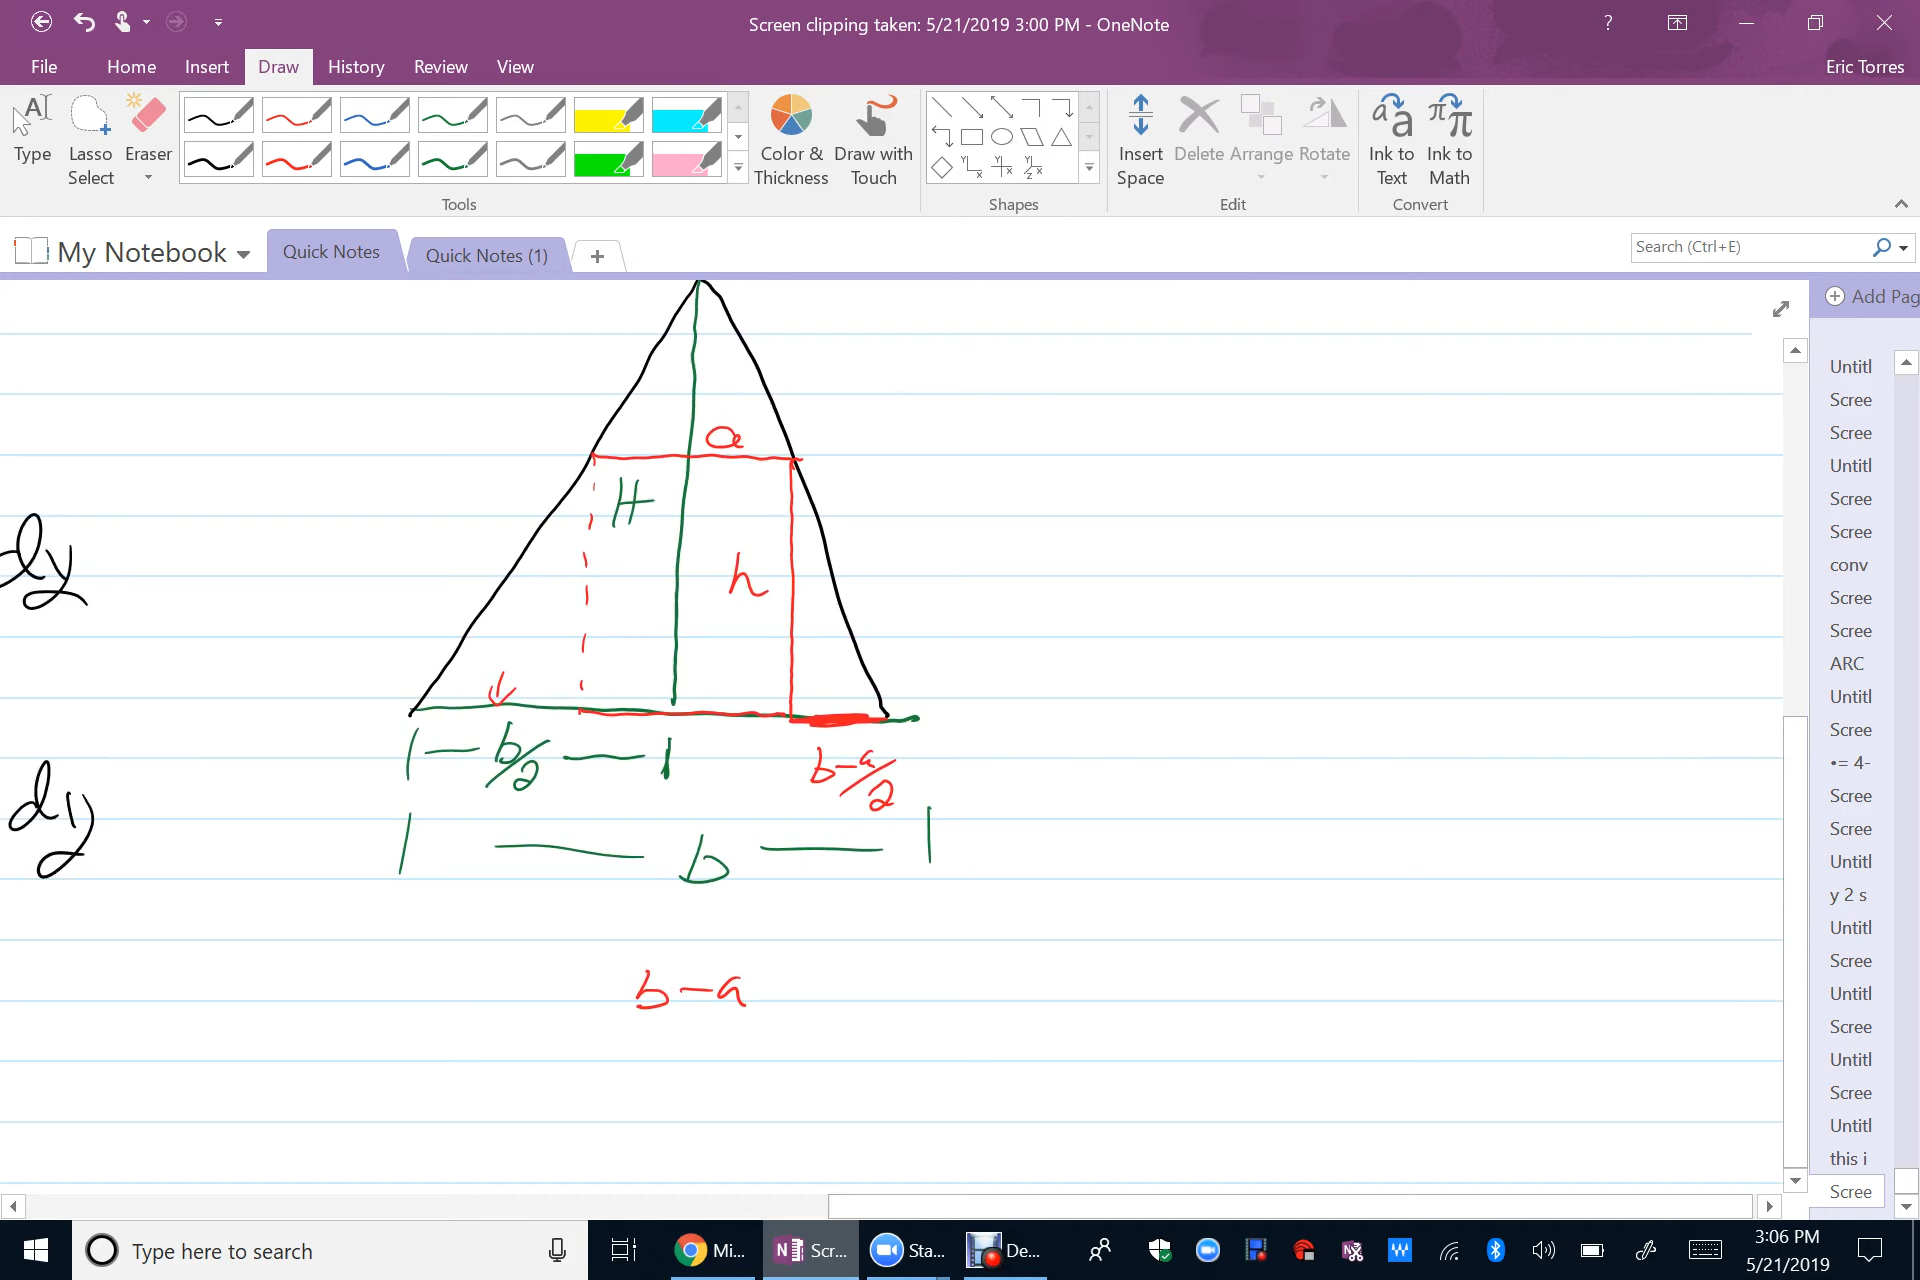 Screen clipping taken: 5/21/2019 3:00 PM - OneNote
?
File Home Insert Draw History Review View
Eric Torres
Type
Lasso Select
Eraser
Color & Thickness
Draw with Touch
Insert Space
Delete
Arrange
Rotate
Ink to Text
Ink to Math
Tools
Shapes
Edit
Convert
My Notebook
Quick Notes
Quick Notes (1)
Search (Ctrl+E)
Add Pag
a
H
h
dy
b/2
b-a/2
b
dy
b-a
Untitl
Scree
Scree
Untitl
Scree
Scree
conv
Scree
Scree
ARC
Untitl
Scree
•= 4-
Scree
Scree
Untitl
y 2 s
Untitl
Scree
Untitl
Scree
Untitl
Scree
Untitl
this i
Scree
Type here to search
Mi...
Scr...
Sta...
De...
3:06 PM
5/21/2019